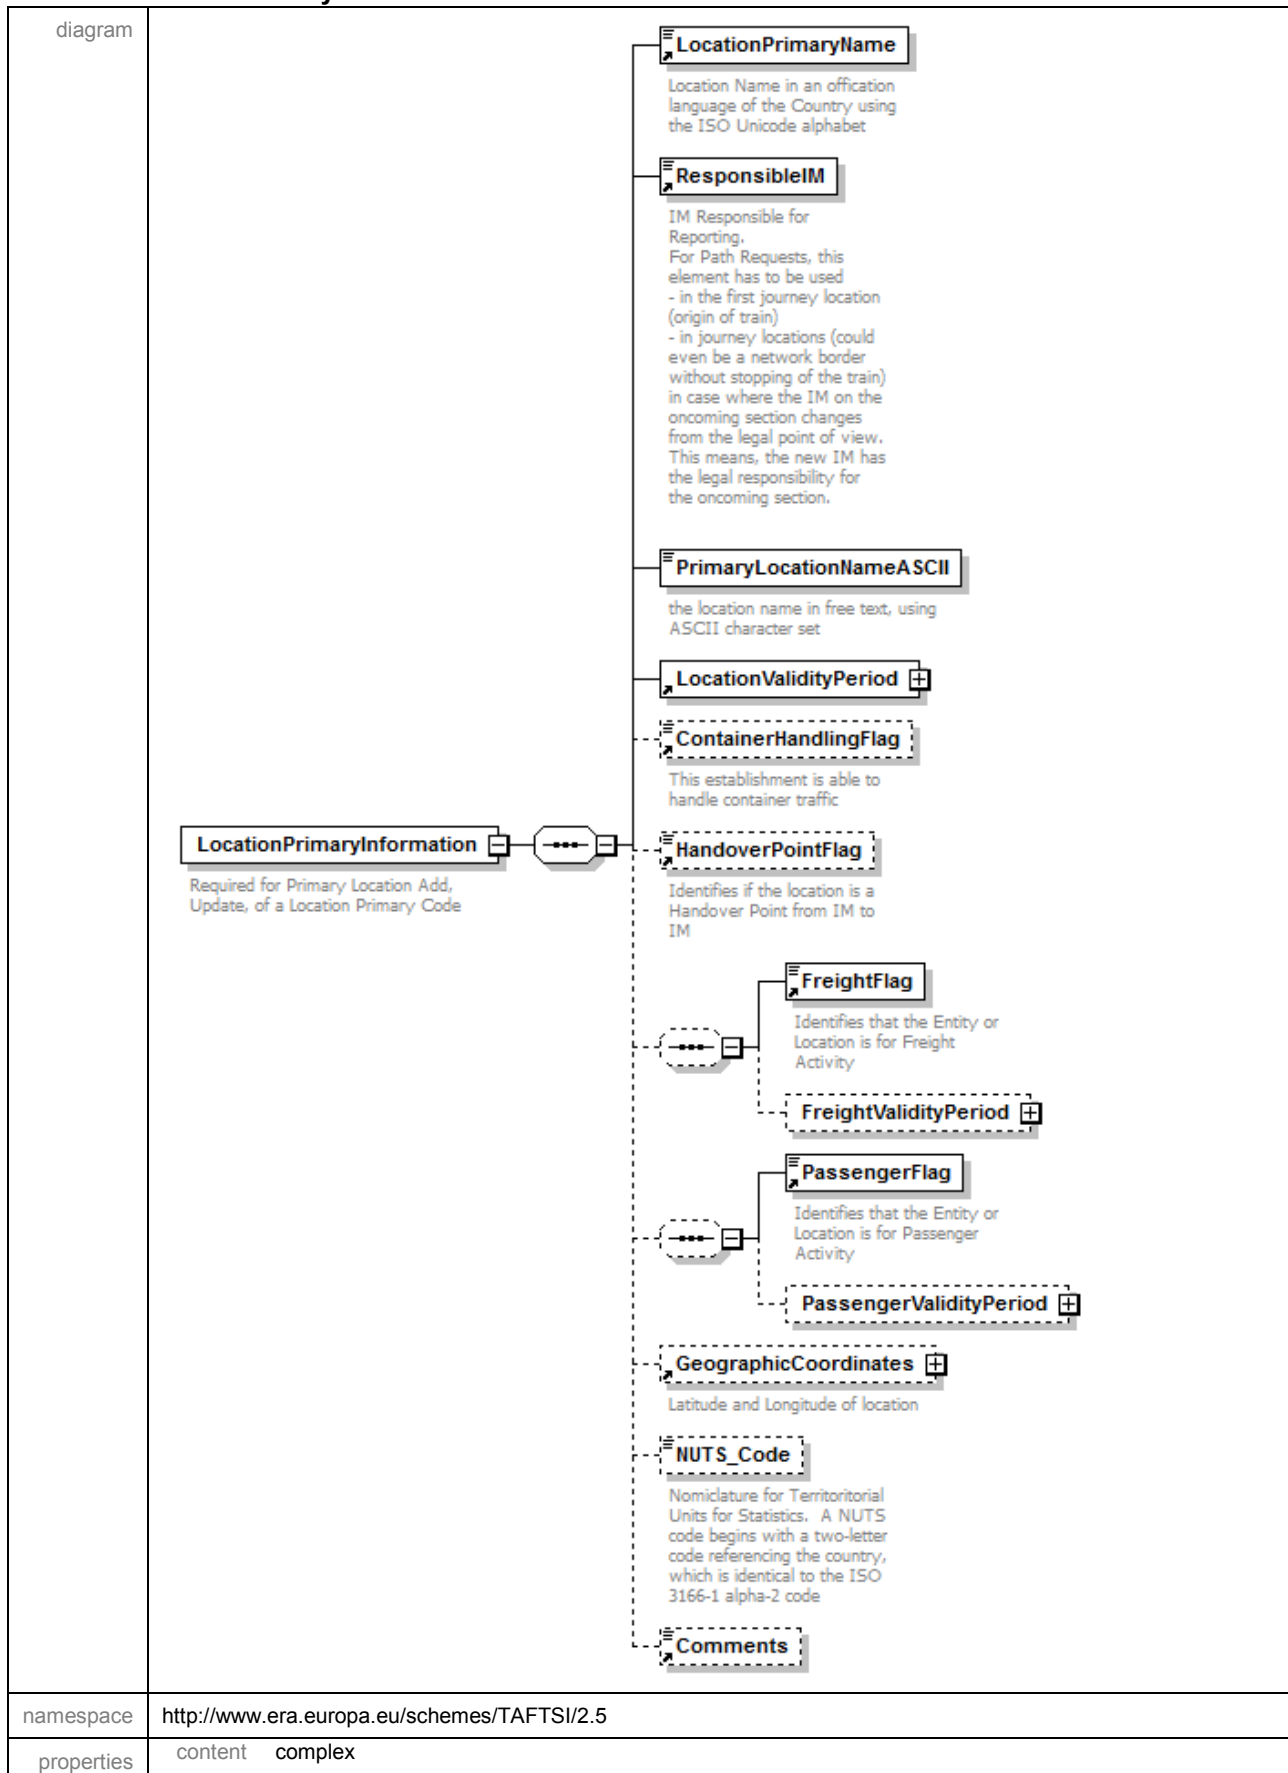 diagram
LocationPrimaryName
Location Name in an offication
language of the Country using
the ISO Unicode alphabet
ResponsibleIM
IM Responsible for
Reporting.
For Path Requests, this
element has to be used
- in the first journey location
(origin of train)
- in journey locations (could
even be a network border
without stopping of the train)
in case where the IM on the
oncoming section changes
from the legal point of view.
This means, the new IM has
the legal responsibility for
the oncoming section.
PrimaryLocationNameASCII
the location name in free text, using
ASCII character set
LocationValidityPeriod
ContainerHandlingFlag
This establishment is able to
handle container traffic
LocationPrimaryInformation
Required for Primary Location Add,
Update, of a Location Primary Code
HandoverPointFlag
Identifies if the location is a
Handover Point from IM to
IM
FreightFlag
Identifies that the Entity or
Location is for Freight
Activity
FreightValidityPeriod
PassengerFlag
Identifies that the Entity or
Location is for Passenger
Activity
PassengerValidityPeriod
GeographicCoordinates
Latitude and Longitude of location
NUTS_Code
Nomiclature for Territoritorial
Units for Statistics. A NUTS
code begins with a two-letter
code referencing the country,
which is identical to the ISO
3166-1 alpha-2 code
Comments
namespace http://www.era.europa.eu/schemes/TAFTSI/2.5
properties content complex